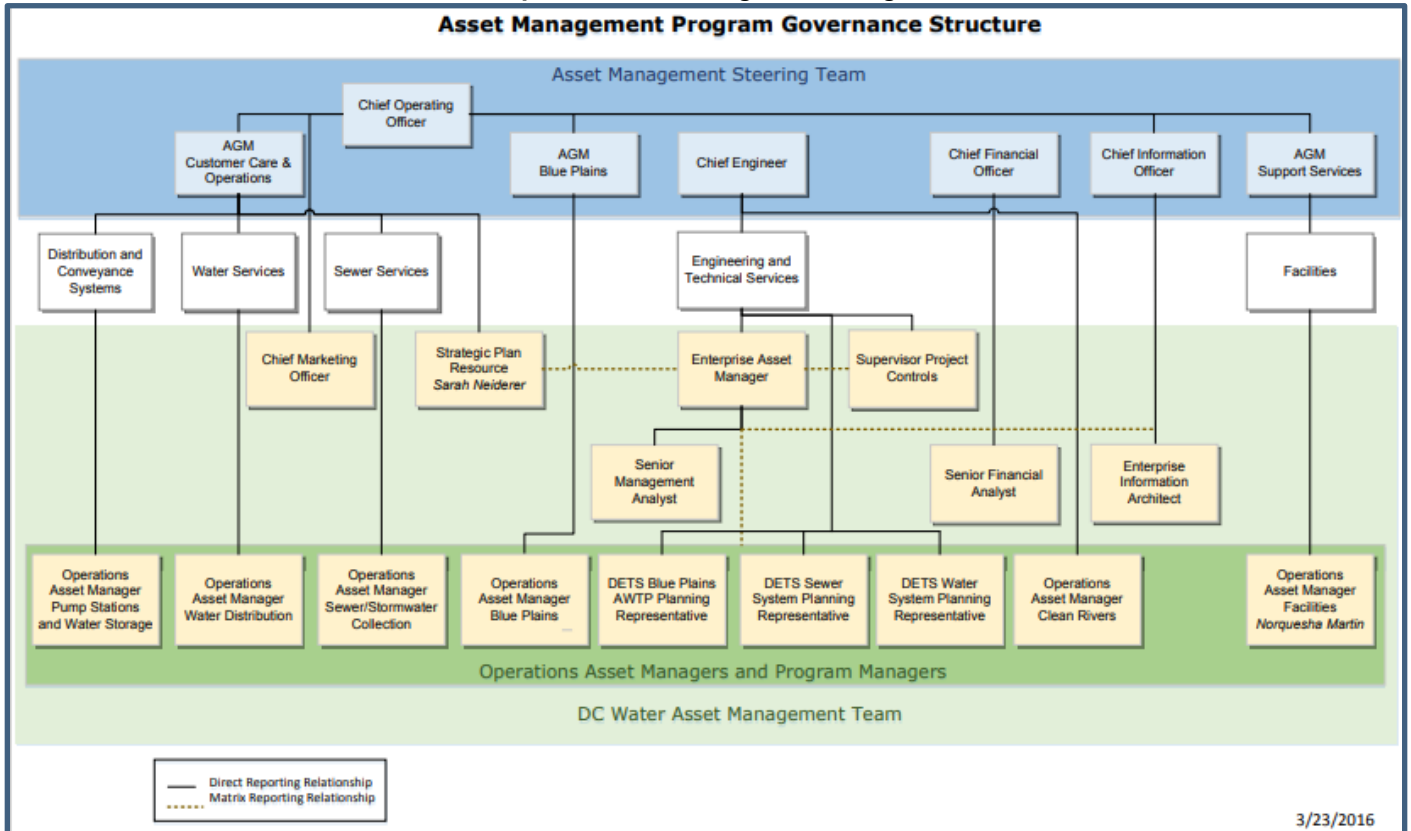 Asset Management Program Governance Structure
Asset Management Steering Team
Chief Operating
Officer
AGM
Customer Care &
Operations
AGM
Blue Plains
Chief Engineer
Chief Financial
Officer
Chief Information
Officer
AGM
Support Services
Distribution and
Conveyance
Systems
Water Services
Sewer Services
Engineering and
Technical Services
Facilities
Chief Marketing
Officer
Strategic Plan
Resource
Sarah Neiderer
Enterprise Asset
Manager
Supervisor Project
Controls
Senior
Management
Analyst
Senior Financial
Analyst
Enterprise
Information
Architect
Operations
Asset Manager
Pump Stations
and Water Storage
Operations
Asset Manager
Water Distribution
Operations
Asset Manager
Sewer/Stormwater
Collection
Operations
Asset Manager
Blue Plains
DETS Blue Plains
AWTP Planning
Representative
DETS Sewer
System Planning
Representative
DETS Water
System Planning
Representative
Operations
Asset Manager
Clean Rivers
Operations
Asset Manager
Facilities
Norquesha Martin
Operations Asset Managers and Program Managers
DC Water Asset Management Team
Direct Reporting Relationship
Matrix Reporting Relationship
3/23/2016